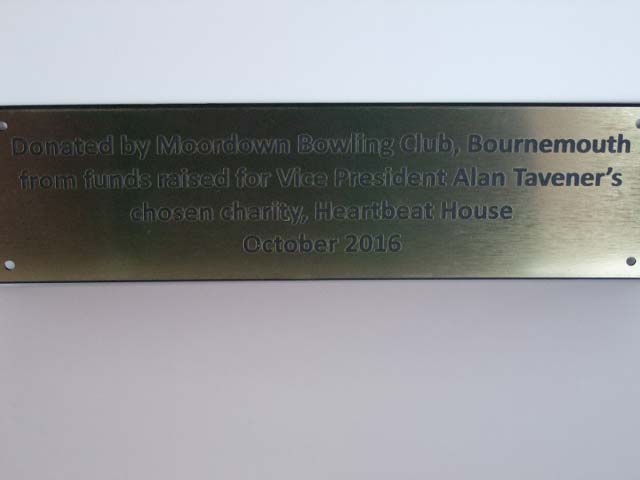 Donated by Moordown Bowling Club, Bournemouth
from funds raised for Vice President Alan Tavener's
chosen charity, Heartbeat House
October 2016